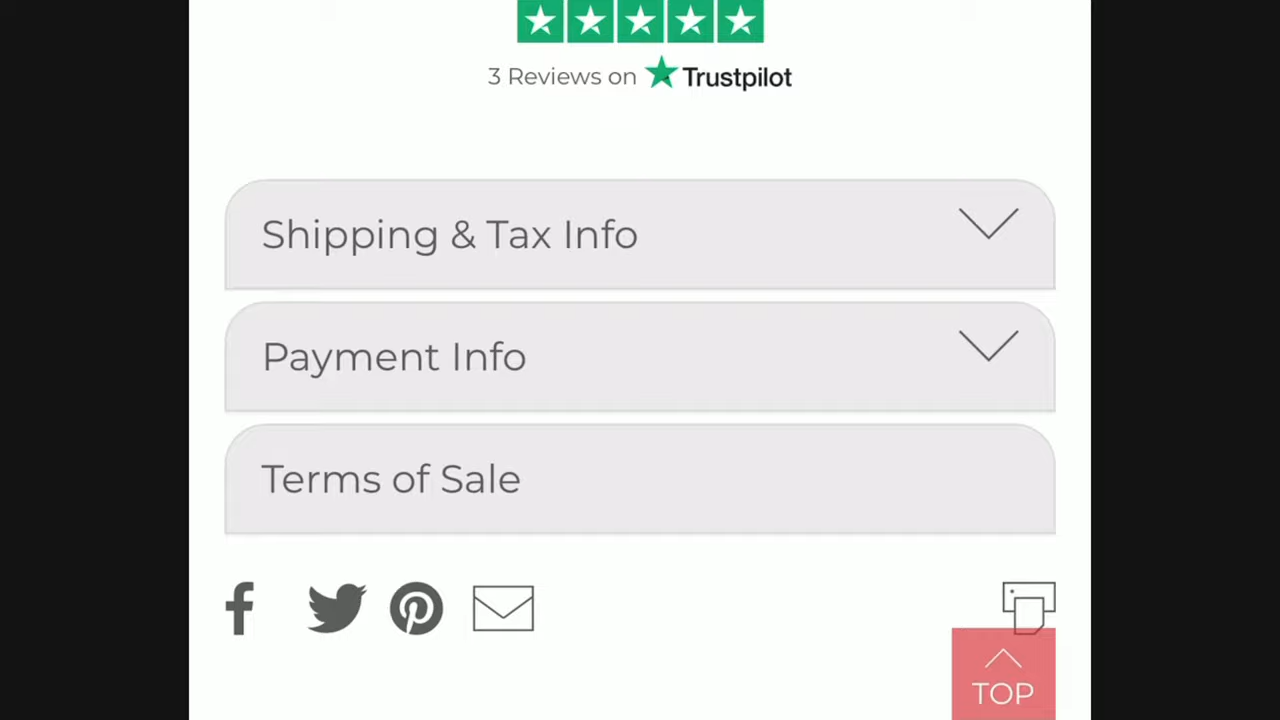 3 Reviews on Trustpilot
Shipping & Tax Info
Payment Info
Terms of Sale
TOP